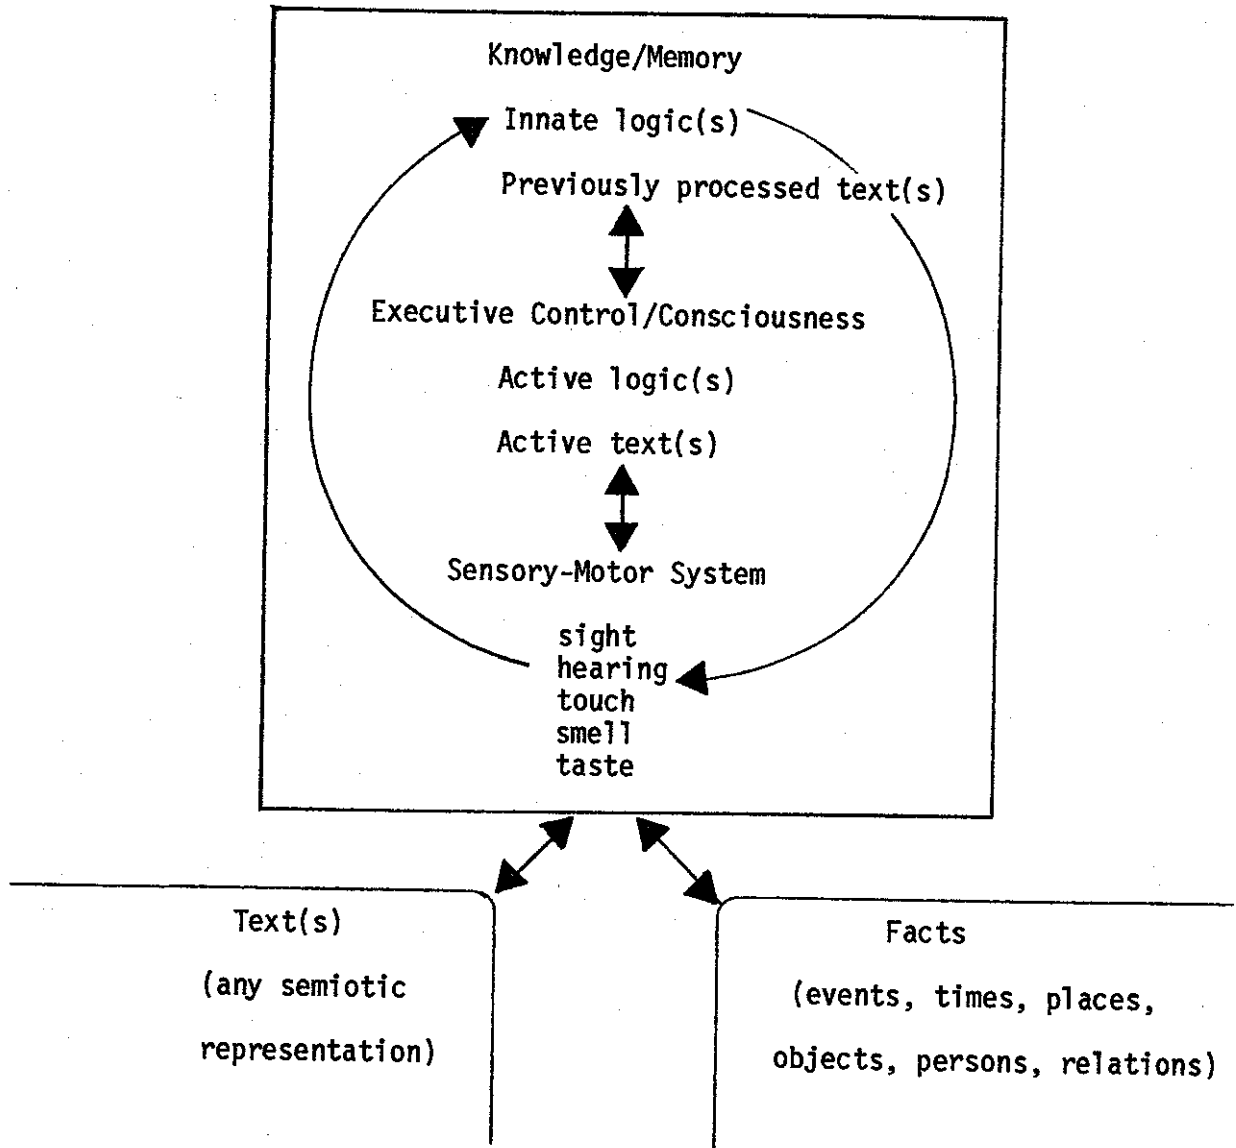 Knowledge/Memory
Innate logic(s)
Previously processed text(s)
Executive Control/Consciousness
Active logic(s)
Active text(s)
Sensory-Motor System
sight
hearing
touch
smell
taste
Text(s)
(any semiotic
representation)
Facts
(events, times, places,
objects, persons, relations)